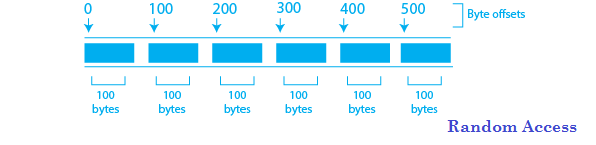 0 100 200 300 400 500
Byte offsets
100 100 100 100 100 100
bytes bytes bytes bytes bytes bytes
Random Access